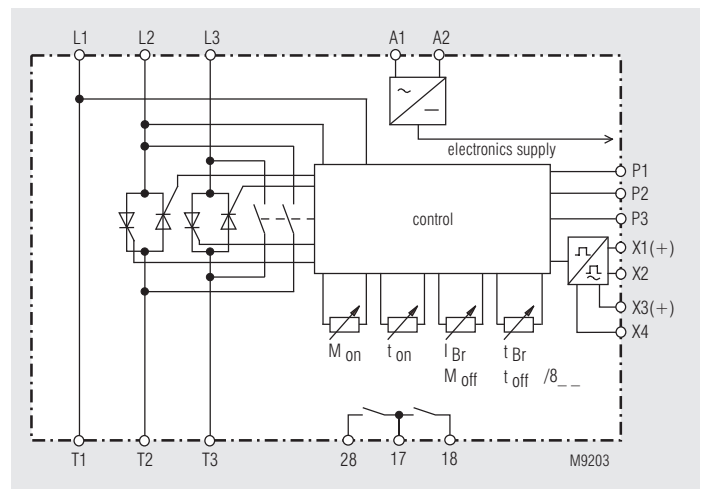 L1 L2 L3 A1 A2
electronics supply
P1
P2
control
P3
X1(+)
X2
X3(+)
X4
M on t on I Br t Br
M off t off /8_ _
T1 T2 T3 28 17 18 M9203